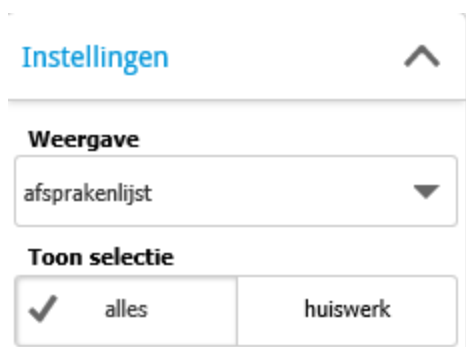 Instellingen
Weergave
afsprakenlijst
Toon selectie
alles huiswerk